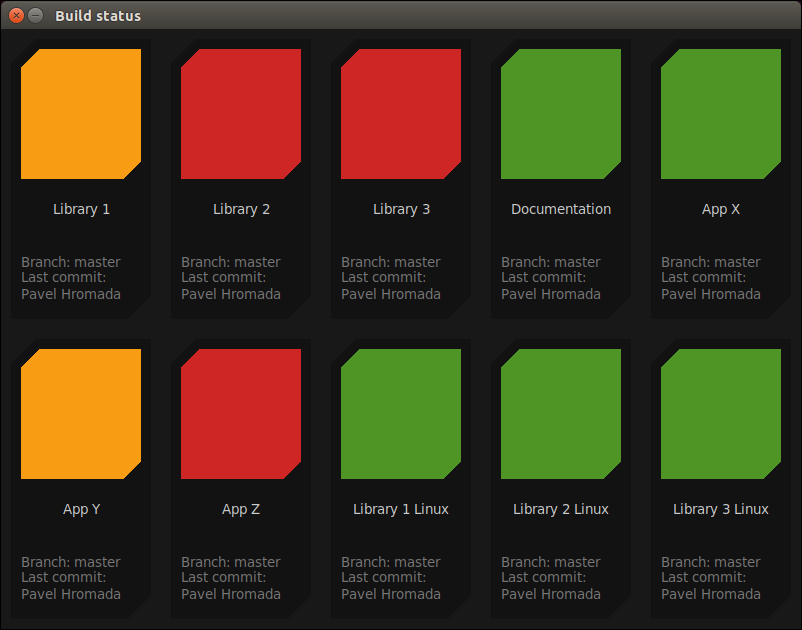 Build status
Library 1
Branch: master
Last commit:
Pavel Hromada
Library 2
Branch: master
Last commit:
Pavel Hromada
Library 3
Branch: master
Last commit:
Pavel Hromada
Documentation
Branch: master
Last commit:
Pavel Hromada
App X
Branch: master
Last commit:
Pavel Hromada
App Y
Branch: master
Last commit:
Pavel Hromada
App Z
Branch: master
Last commit:
Pavel Hromada
Library 1 Linux
Branch: master
Last commit:
Pavel Hromada
Library 2 Linux
Branch: master
Last commit:
Pavel Hromada
Library 3 Linux
Branch: master
Last commit:
Pavel Hromada